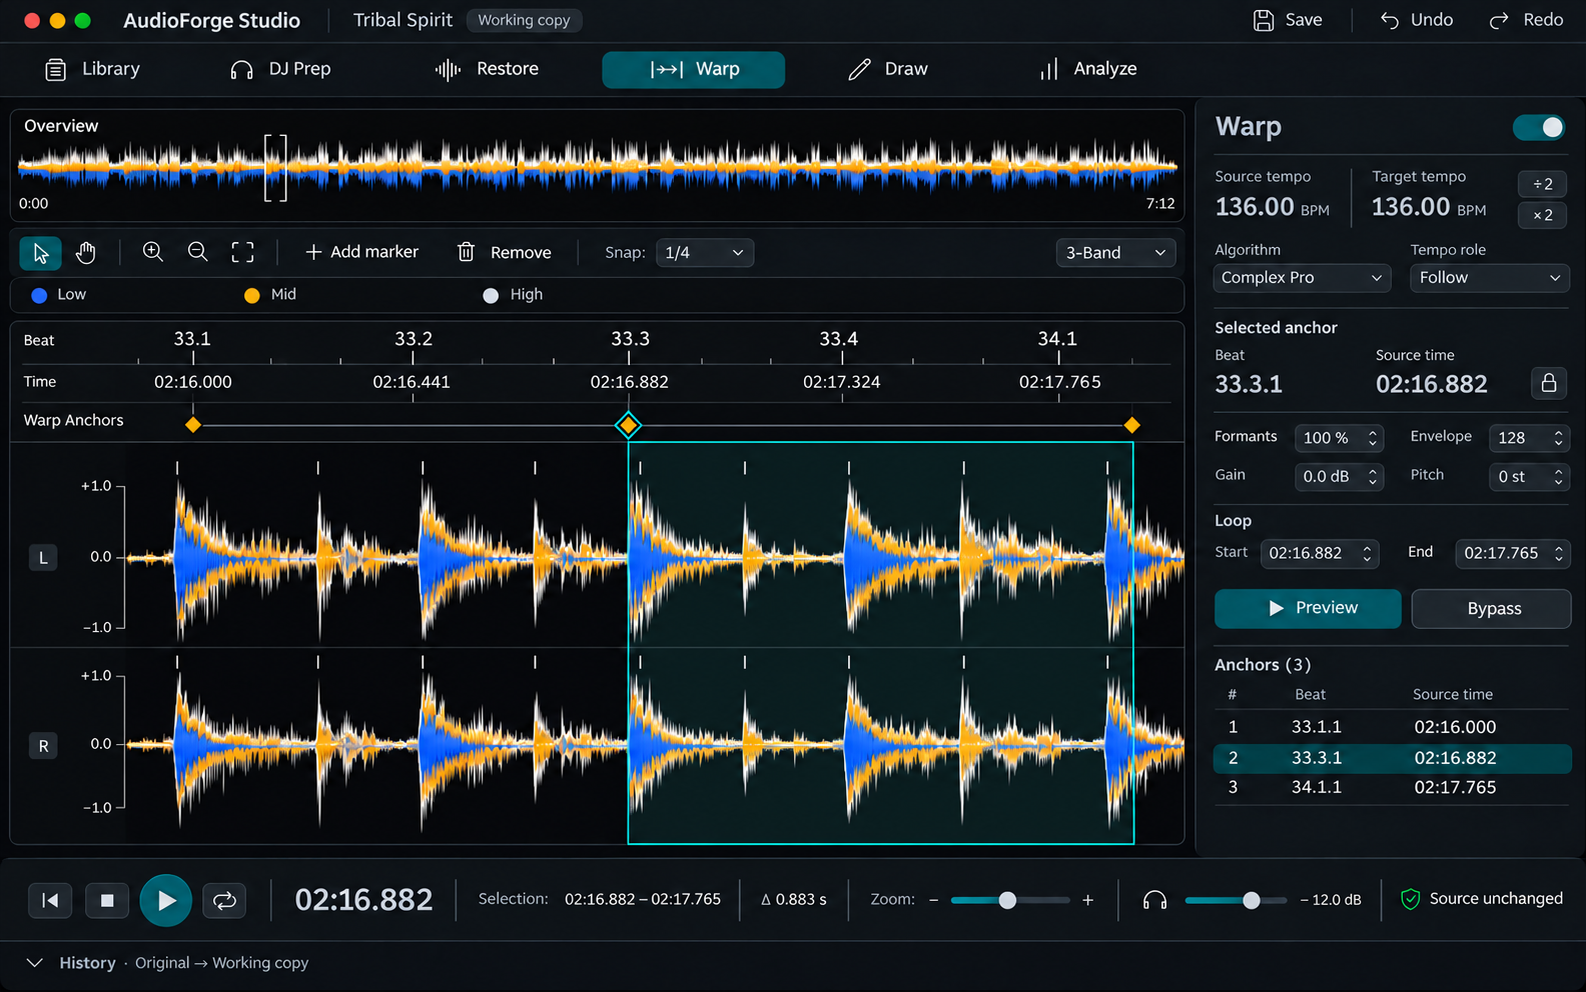 AudioForge Studio Tribal Spirit Working copy Save Undo Redo
Library DJ Prep Restore Warp Draw Analyze
Overview
0:00 7:12
Add marker Remove Snap: 1/4 3-Band
Low Mid High
Beat 33.1 33.2 33.3 33.4 34.1
Time 02:16.000 02:16.441 02:16.882 02:17.324 02:17.765
Warp Anchors
+1.0
L 0.0
−1.0
+1.0
R 0.0
−1.0
Warp
Source tempo Target tempo
136.00 BPM 136.00 BPM
÷2
×2
Algorithm Tempo role
Complex Pro Follow
Selected anchor
Beat Source time
33.3.1 02:16.882
Formants 100 % Envelope 128
Gain 0.0 dB Pitch 0 st
Loop
Start 02:16.882 End 02:17.765
Preview Bypass
Anchors (3)
# Beat Source time
1 33.1.1 02:16.000
2 33.3.1 02:16.882
3 34.1.1 02:17.765
02:16.882 Selection: 02:16.882 – 02:17.765 Δ 0.883 s Zoom: − + − 12.0 dB Source unchanged
History · Original → Working copy